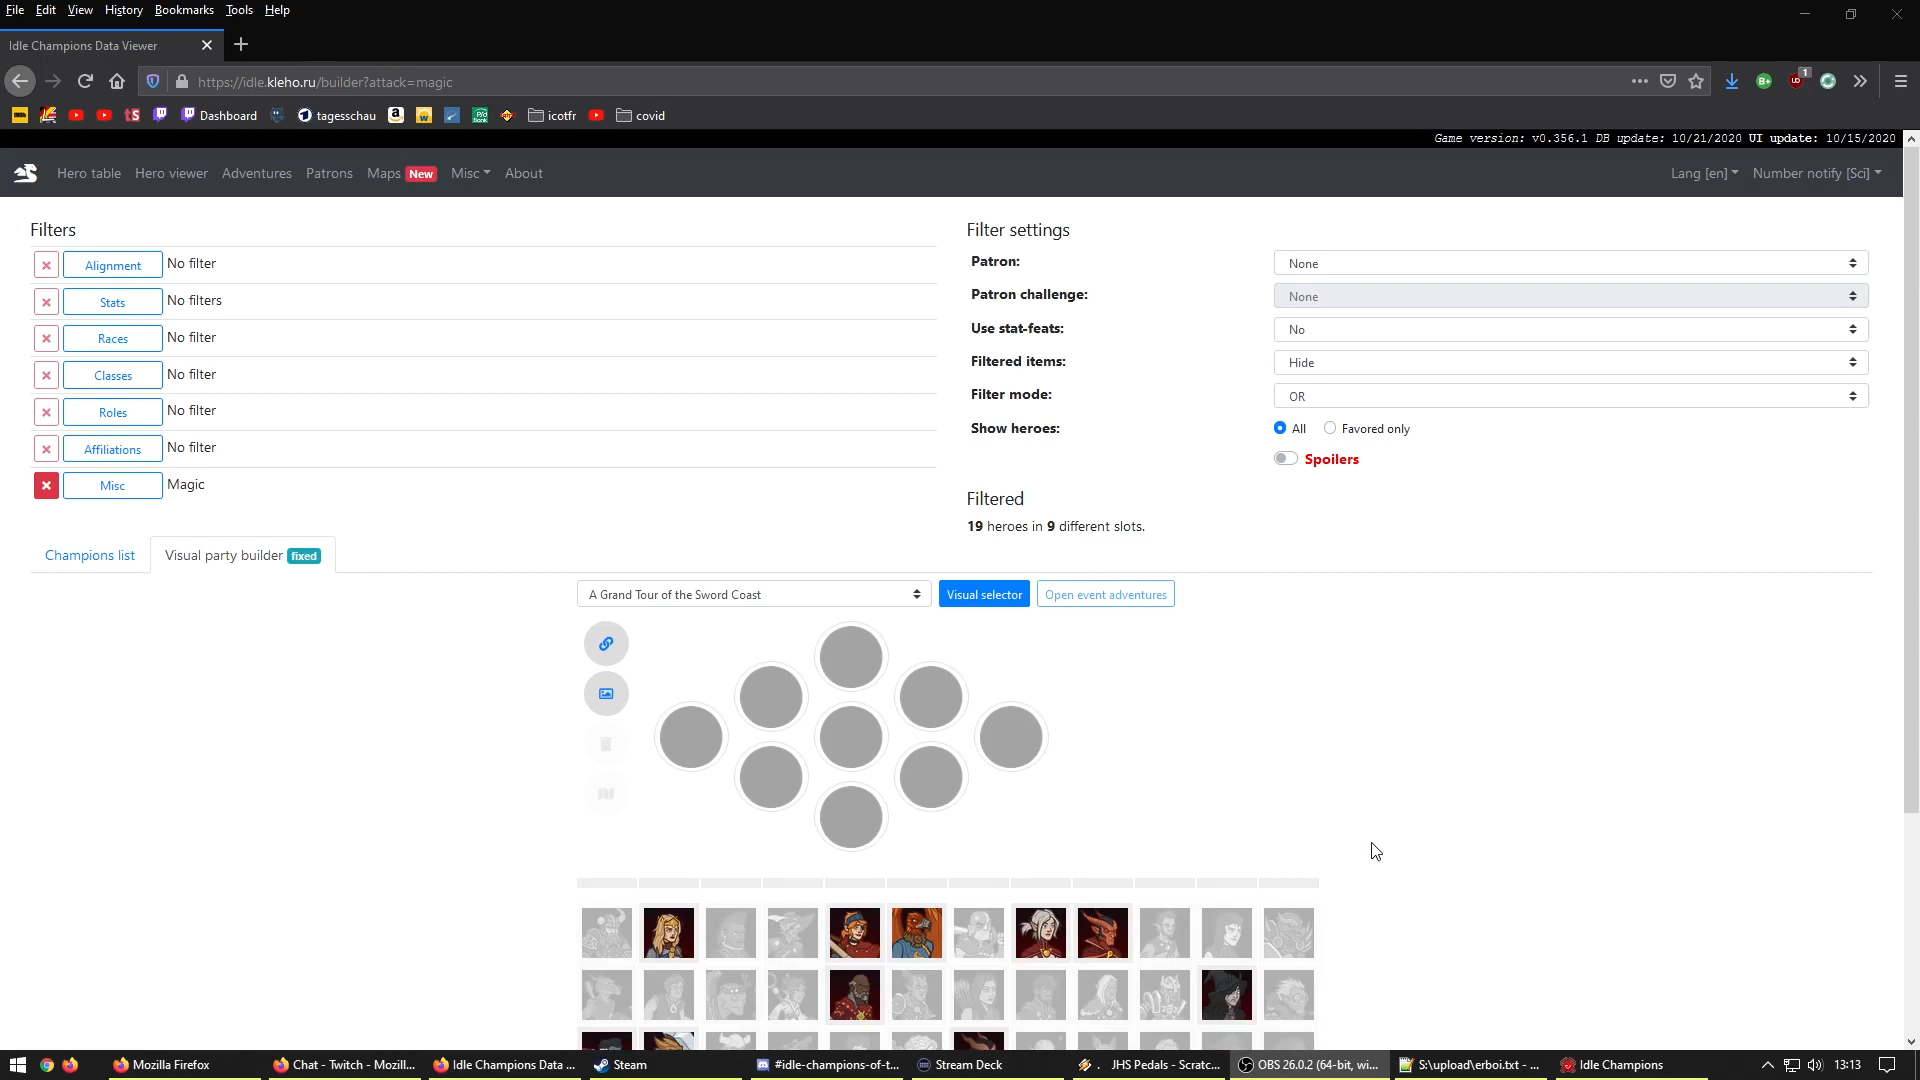 File Edit View History Bookmarks Tools Help
Idle Champions Data Viewer
https://idle.kleho.ru/builder?attack=magic
Dashboard tagesschau icotfr covid
Game version: v0.356.1 DB update: 10/21/2020 UI update: 10/15/2020
Hero table Hero viewer Adventures Patrons Maps New Misc About Lang [en] Number notify [Sci]
Filters
Alignment No filter
Stats No filters
Races No filter
Classes No filter
Roles No filter
Affiliations No filter
Misc Magic
Filter settings
Patron: None
Patron challenge: None
Use stat-feats: No
Filtered items: Hide
Filter mode: OR
Show heroes: All Favored only
Spoilers
Filtered
19 heroes in 9 different slots.
Champions list Visual party builder fixed
A Grand Tour of the Sword Coast Visual selector Open event adventures
Mozilla Firefox Chat - Twitch - Mozill... Idle Champions Data ... Steam #idle-champions-of-t... Stream Deck . JHS Pedals - Scratc... OBS 26.0.2 (64-bit, wi... S:\upload\erboi.txt - ... Idle Champions 13:13